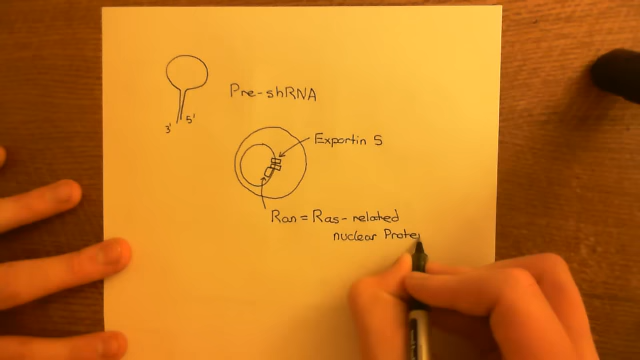 Pre-shRNA
3' 5'
Exportin 5
Ran = Ras-related
nuclear Prote